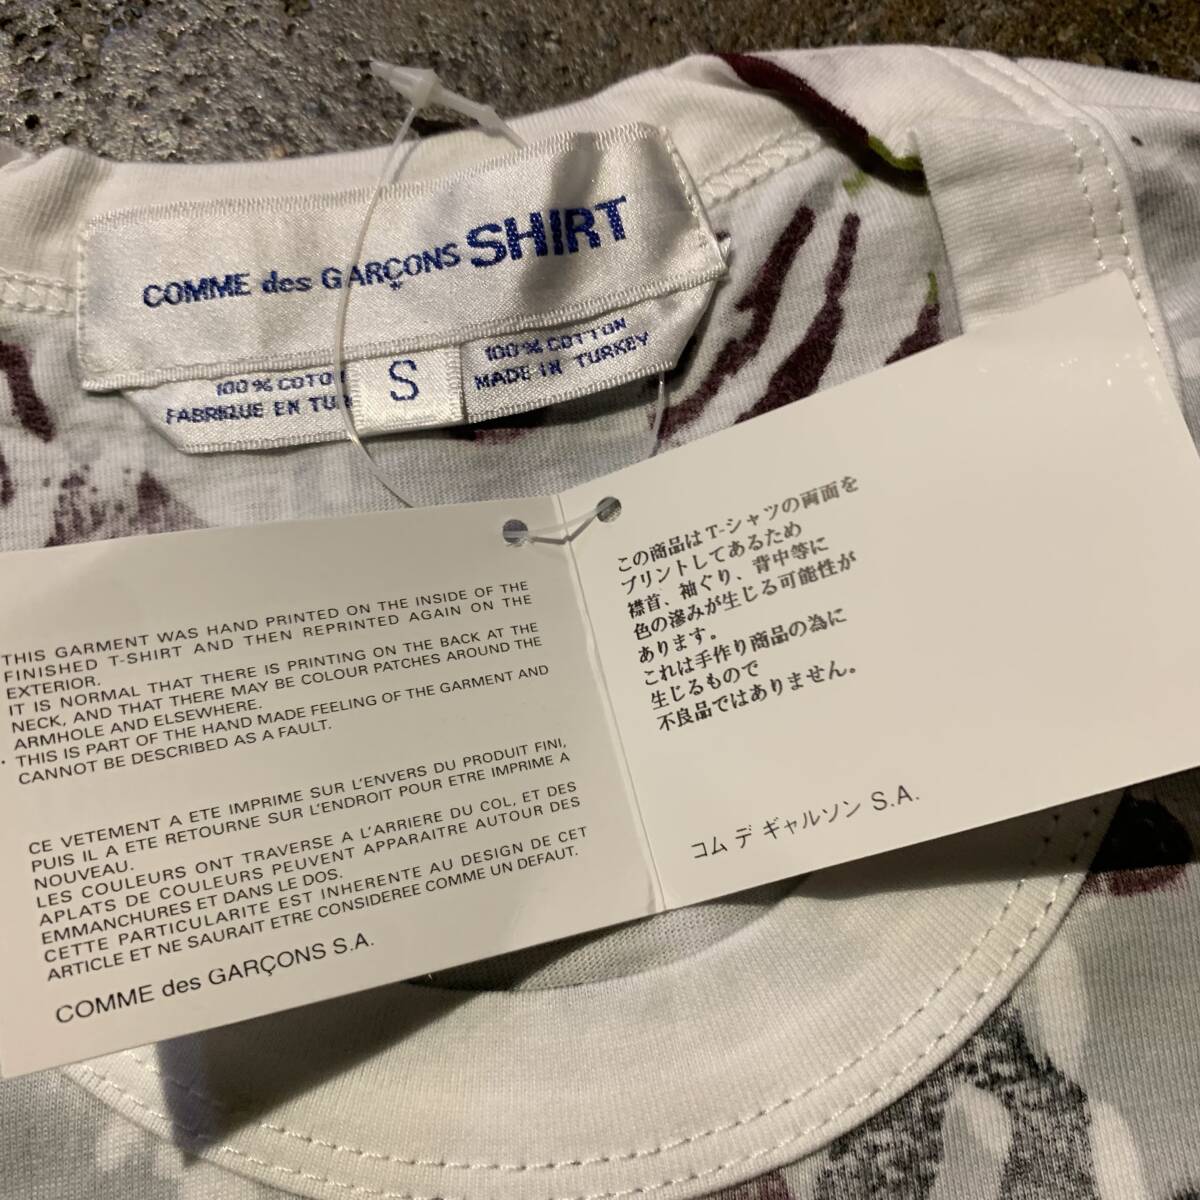 COMME des GARÇONS SHIRT
100% COTO
FABRIQUE EN TUR
S
100% COTTON
MADE IN TURKEY
THIS GARMENT WAS HAND PRINTED ON THE INSIDE OF THE
FINISHED T-SHIRT AND THEN REPRINTED AGAIN ON THE
EXTERIOR.
IT IS NORMAL THAT THERE IS PRINTING ON THE BACK AT THE
NECK, AND THAT THERE MAY BE COLOUR PATCHES AROUND THE
ARMHOLE AND ELSEWHERE.
• THIS IS PART OF THE HAND MADE FEELING OF THE GARMENT AND
CANNOT BE DESCRIBED AS A FAULT.
CE VETEMENT A ETE IMPRIME SUR L'ENVERS DU PRODUIT FINI,
PUIS IL A ETE RETOURNE SUR L'ENDROIT POUR ETRE IMPRIME A
NOUVEAU.
LES COULEURS ONT TRAVERSE A L'ARRIERE DU COL, ET DES
APLATS DE COULEURS PEUVENT APPARAITRE AUTOUR DES
EMMANCHURES ET DANS LE DOS.
CETTE PARTICULARITE EST INHERENTE AU DESIGN DE CET
ARTICLE ET NE SAURAIT ETRE CONSIDEREE COMME UN DEFAUT.
COMME des GARÇONS S.A.
この商品はT-シャツの両面を
プリントしてあるため
襟首、袖ぐり、背中等に
色の滲みが生じる可能性が
あります。
これは手作り商品の為に
生じるもので
不良品ではありません。
コム デ ギャルソン S.A.